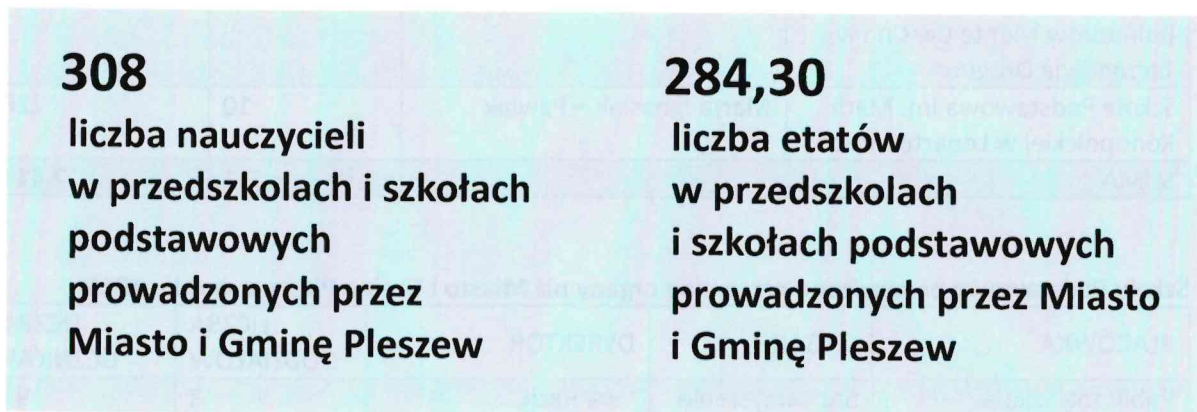 308
liczba nauczycieli
w przedszkolach i szkołach
podstawowych
prowadzonych przez
Miasto i Gminę Pleszew
284,30
liczba etatów
w przedszkolach
i szkołach podstawowych
prowadzonych przez Miasto
i Gminę Pleszew